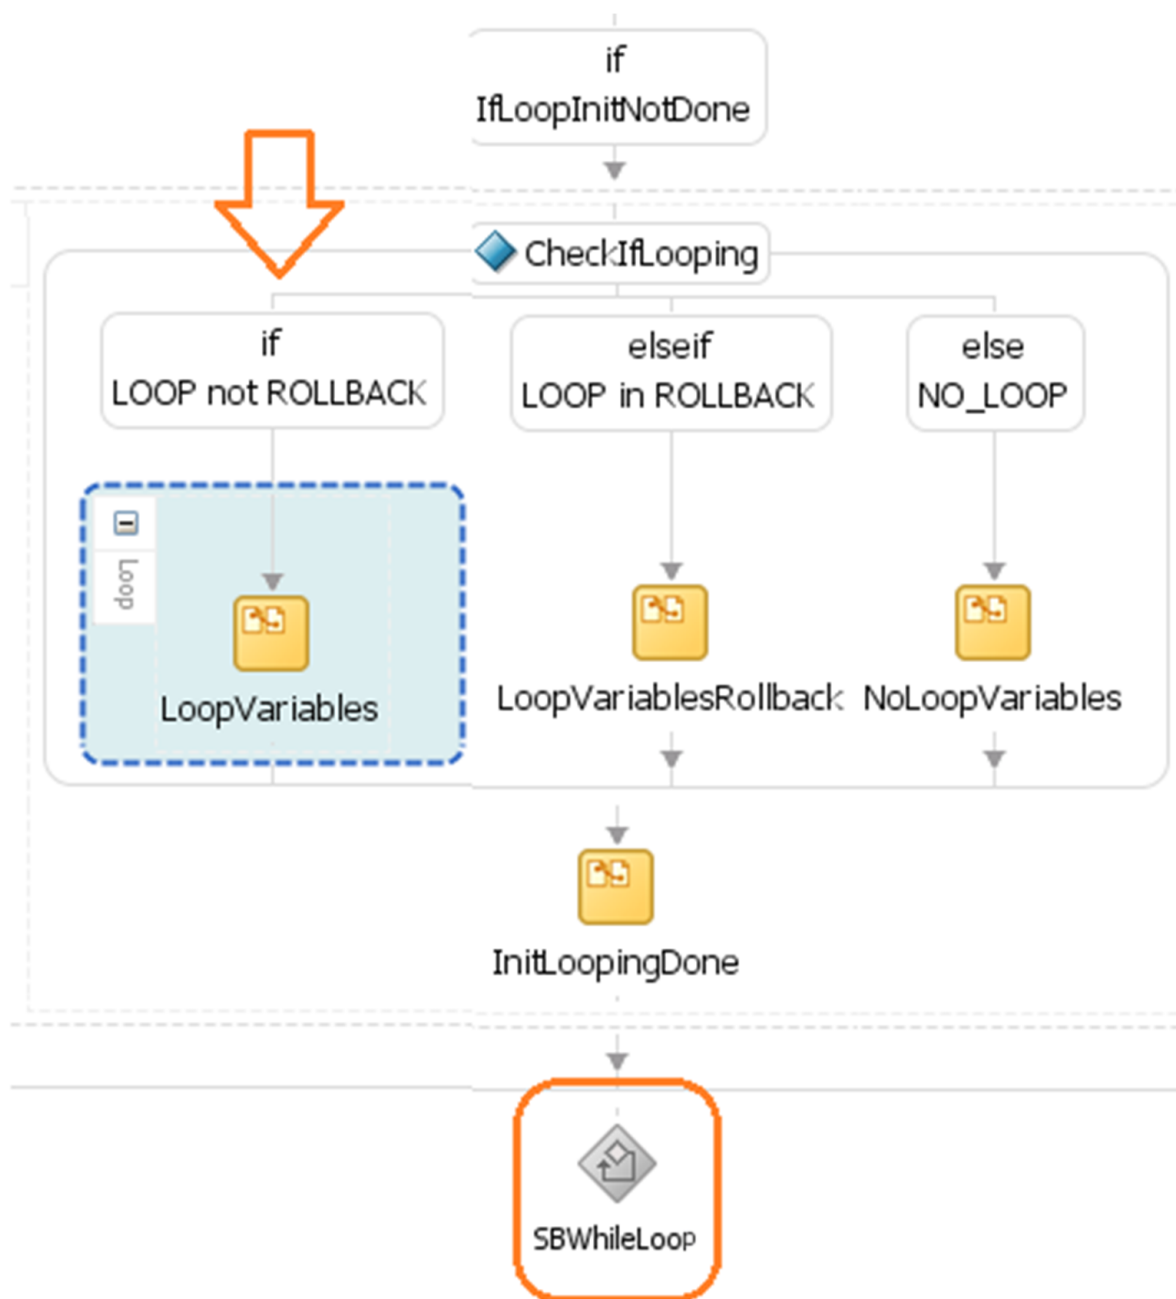 if
IfLoopInitNotDone
CheckIfLooping
if
LOOP not ROLLBACK
elseif
LOOP in ROLLBACK
else
NO_LOOP
Loop
LoopVariables
LoopVariablesRollback
NoLoopVariables
InitLoopingDone
SBWhileLoop